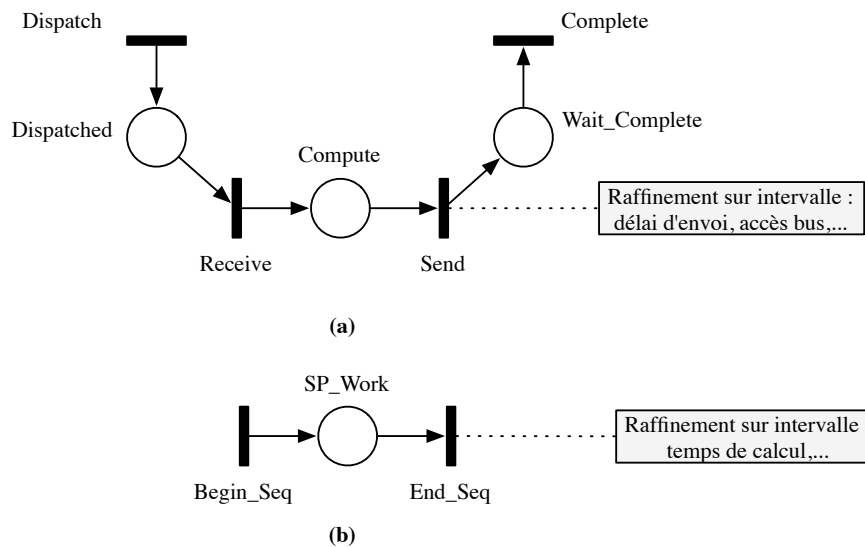 Dispatch
Complete
Dispatched
Compute
Wait_Complete
Raffinement sur intervalle :
délai d'envoi, accès bus,...
Receive
Send
(a)
SP_Work
Raffinement sur intervalle
temps de calcul,...
Begin_Seq
End_Seq
(b)